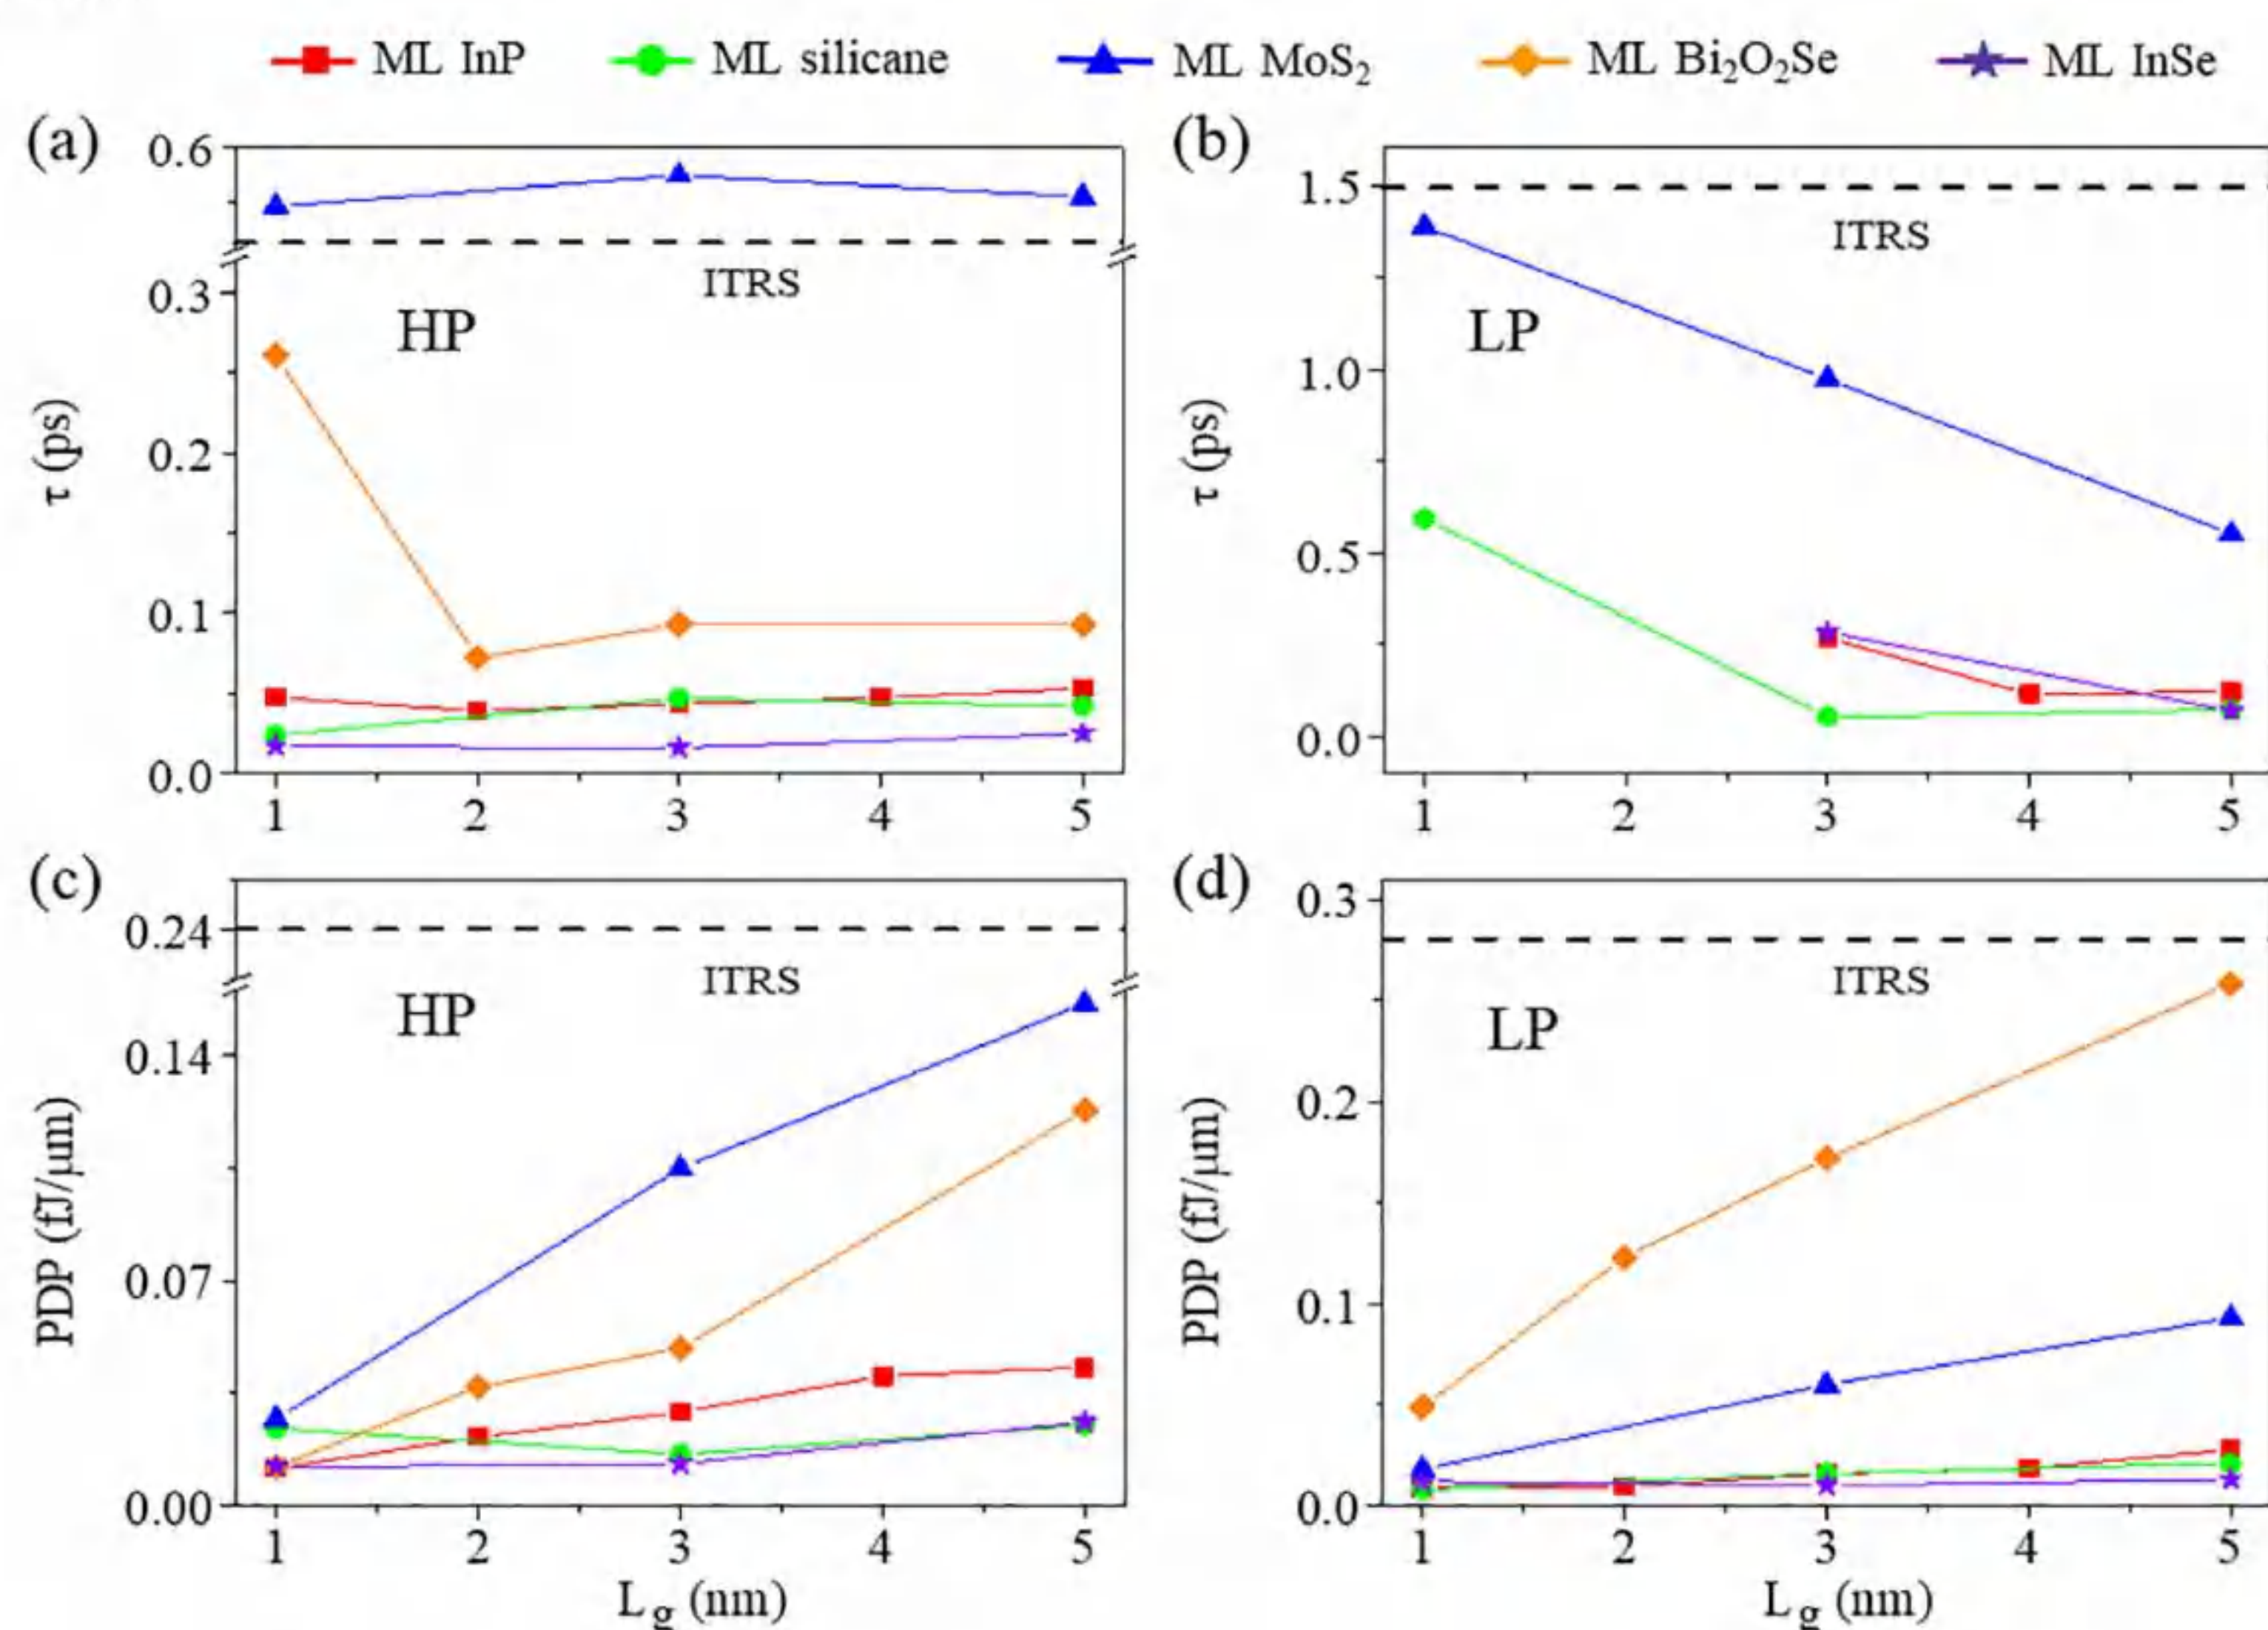 ML InP ML silicane ML MoS₂ ML Bi₂O₂Se ML InSe
(a)
0.6
0.3
0.2
0.1
0.0
τ (ps)
ITRS
HP
1 2 3 4 5
(b)
1.5
1.0
0.5
0.0
τ (ps)
ITRS
LP
1 2 3 4 5
(c)
0.24
0.14
0.07
0.00
PDP (fJ/μm)
ITRS
HP
1 2 3 4 5
L g (nm)
(d)
0.3
0.2
0.1
0.0
PDP (fJ/μm)
ITRS
LP
1 2 3 4 5
L g (nm)